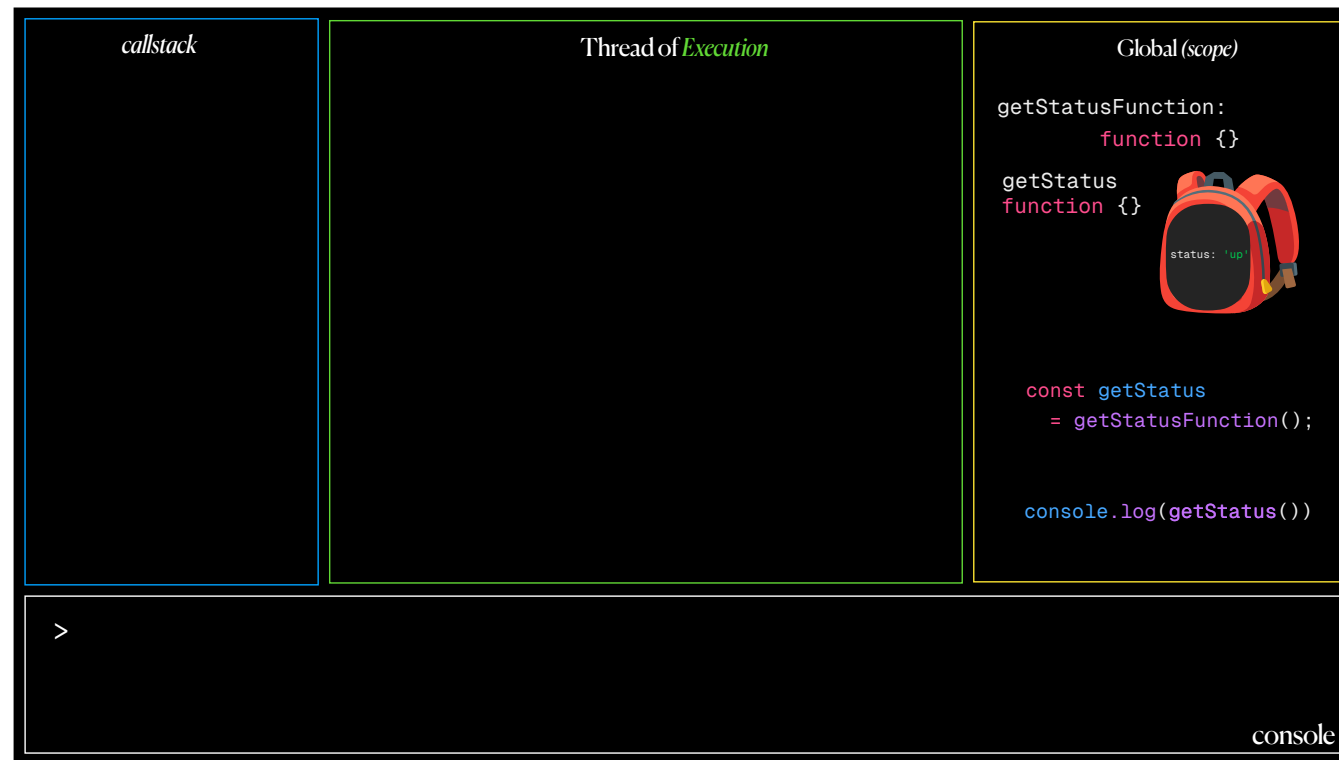 callstack
Thread of Execution
Global (scope)
getStatusFunction:
function {}
getStatus
function {}
status: 'up'
const getStatus
= getStatusFunction();
console.log(getStatus())
>
console